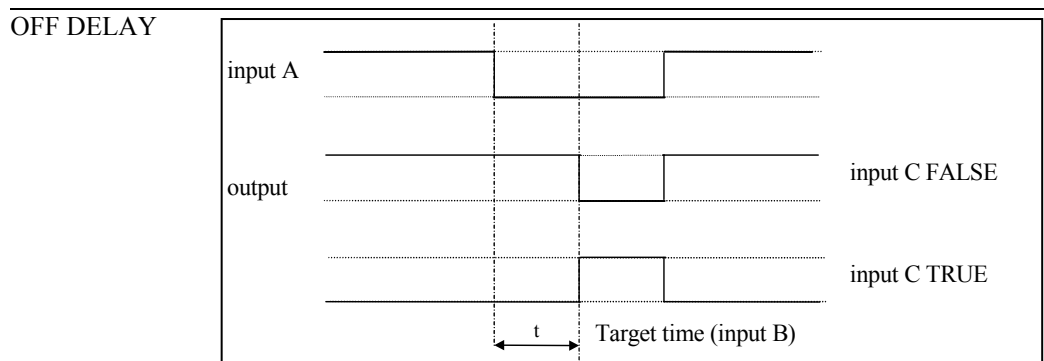 OFF DELAY
input A
output
input C FALSE
input C TRUE
t
Target time (input B)